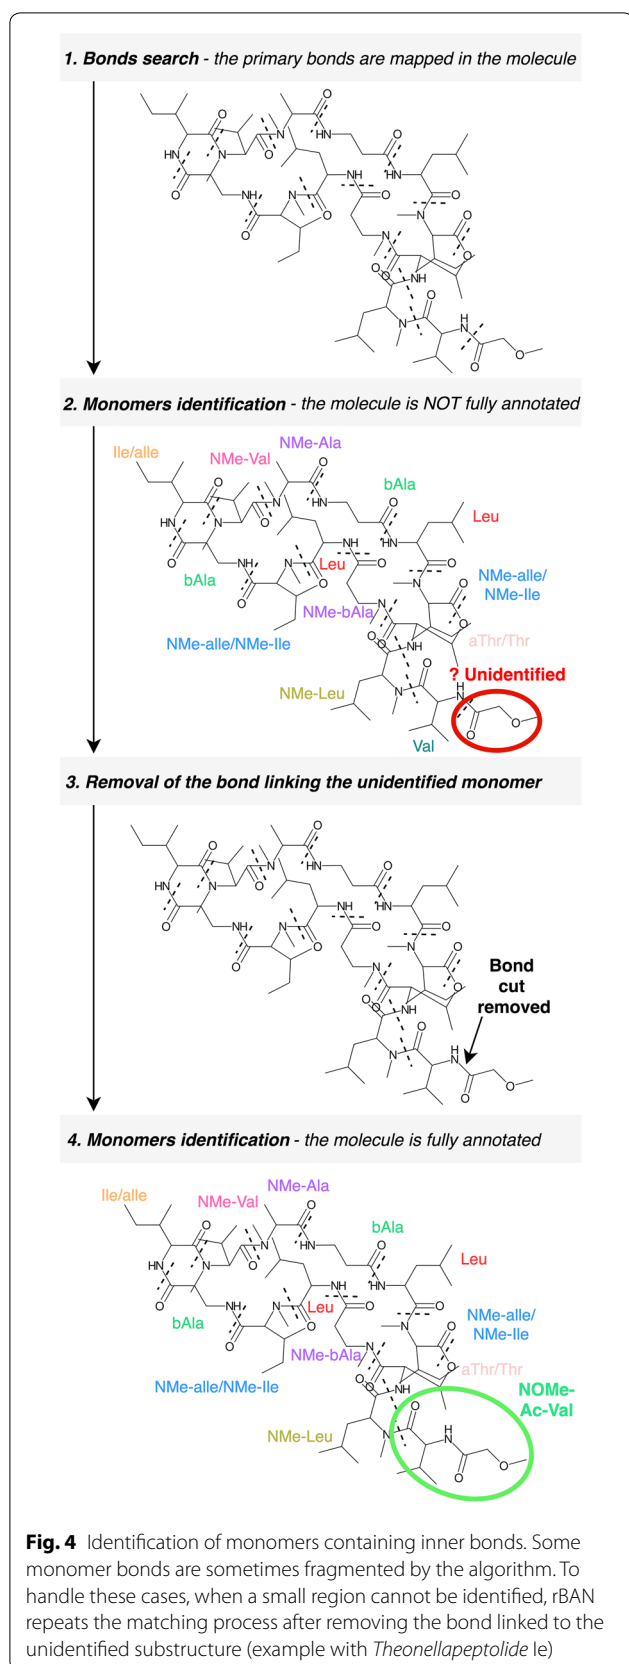 1. Bonds search - the primary bonds are mapped in the molecule
O
O
N
HN
O
HN
N
O
HN
NH
O
O
NH
N
O
O
N
O
O
N
O
O
O
NH
O
N
H
N
O
O
2. Monomers identification - the molecule is NOT fully annotated
NMe-Ala
Ile/alle
NMe-Val
bAla
Leu
NMe-alle/
NMe-Ile
bAla
Leu
NMe-bAla
aThr/Thr
NMe-alle/NMe-Ile
? Unidentified
NMe-Leu
Val
3. Removal of the bond linking the unidentified monomer
Bond
cut
removed
4. Monomers identification - the molecule is fully annotated
NMe-Ala
Ile/alle
NMe-Val
bAla
Leu
NMe-alle/
NMe-Ile
bAla
Leu
NMe-bAla
aThr/Thr
NMe-alle/NMe-Ile
NOMe-
Ac-Val
NMe-Leu
Fig. 4 Identification of monomers containing inner bonds. Some
monomer bonds are sometimes fragmented by the algorithm. To
handle these cases, when a small region cannot be identified, rBAN
repeats the matching process after removing the bond linked to the
unidentified substructure (example with Theonellapeptolide Ie)